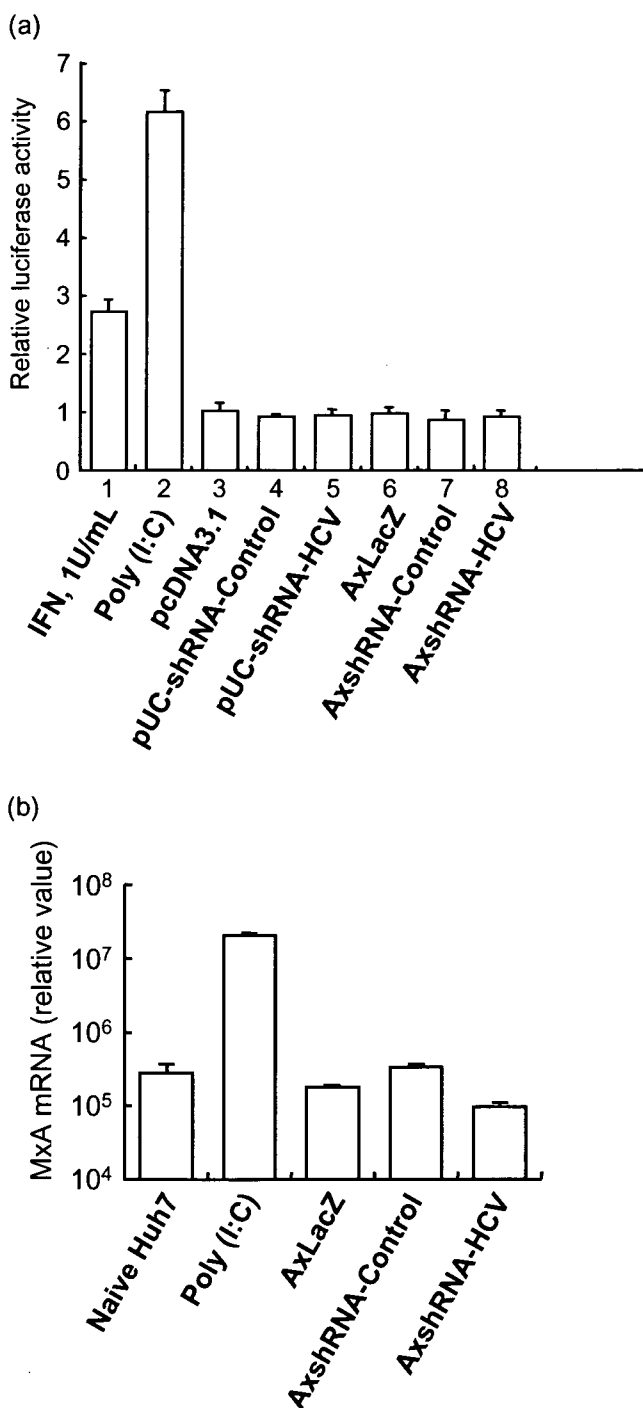 (a)
Relative luciferase activity
7
6
5
4
3
2
1
0
1 2 3 4 5 6 7 8
IFN, 1U/mL
Poly (I:C)
pcDNA3.1
pUC-shRNA-Control
pUC-shRNA-HCV
AxLacZ
AxshRNA-Control
AxshRNA-HCV
(b)
MxA mRNA (relative value)
10⁸
10⁷
10⁶
10⁵
10⁴
Naive Huh7
Poly (I:C)
AxLacZ
AxshRNA-Control
AxshRNA-HCV